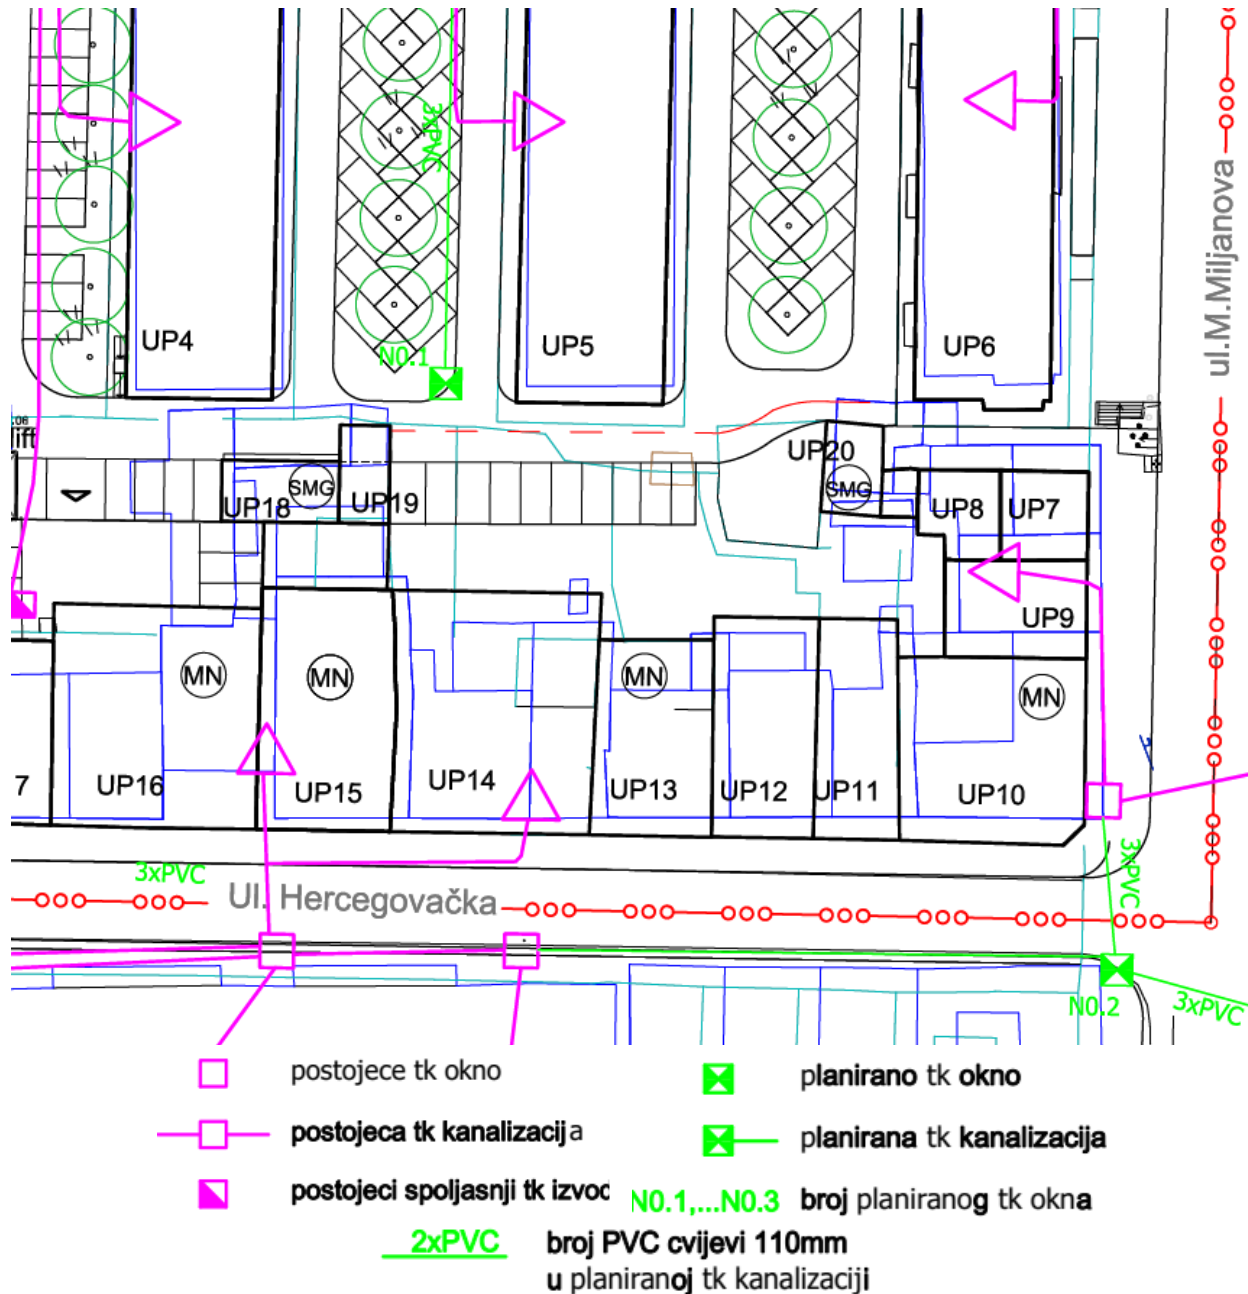 3xPVC
ul.M.Miljanova
UP4
N0.1
UP5
UP6
.06
lift
UP18
SMG
UP19
UP20
SMG
UP8
UP7
UP9
MN
MN
MN
MN
7
UP16
UP15
UP14
UP13
UP12
UP11
UP10
3xPVC
Ul. Hercegovačka
3xPVC
N0.2
3xPVC
postojece tk okno
planirano tk okno
postojeca tk kanalizacija
planirana tk kanalizacija
postojeci spoljasnji tk izvod
N0.1,...N0.3
broj planiranog tk okna
2xPVC
broj PVC cvijevi 110mm
u planiranoj tk kanalizaciji